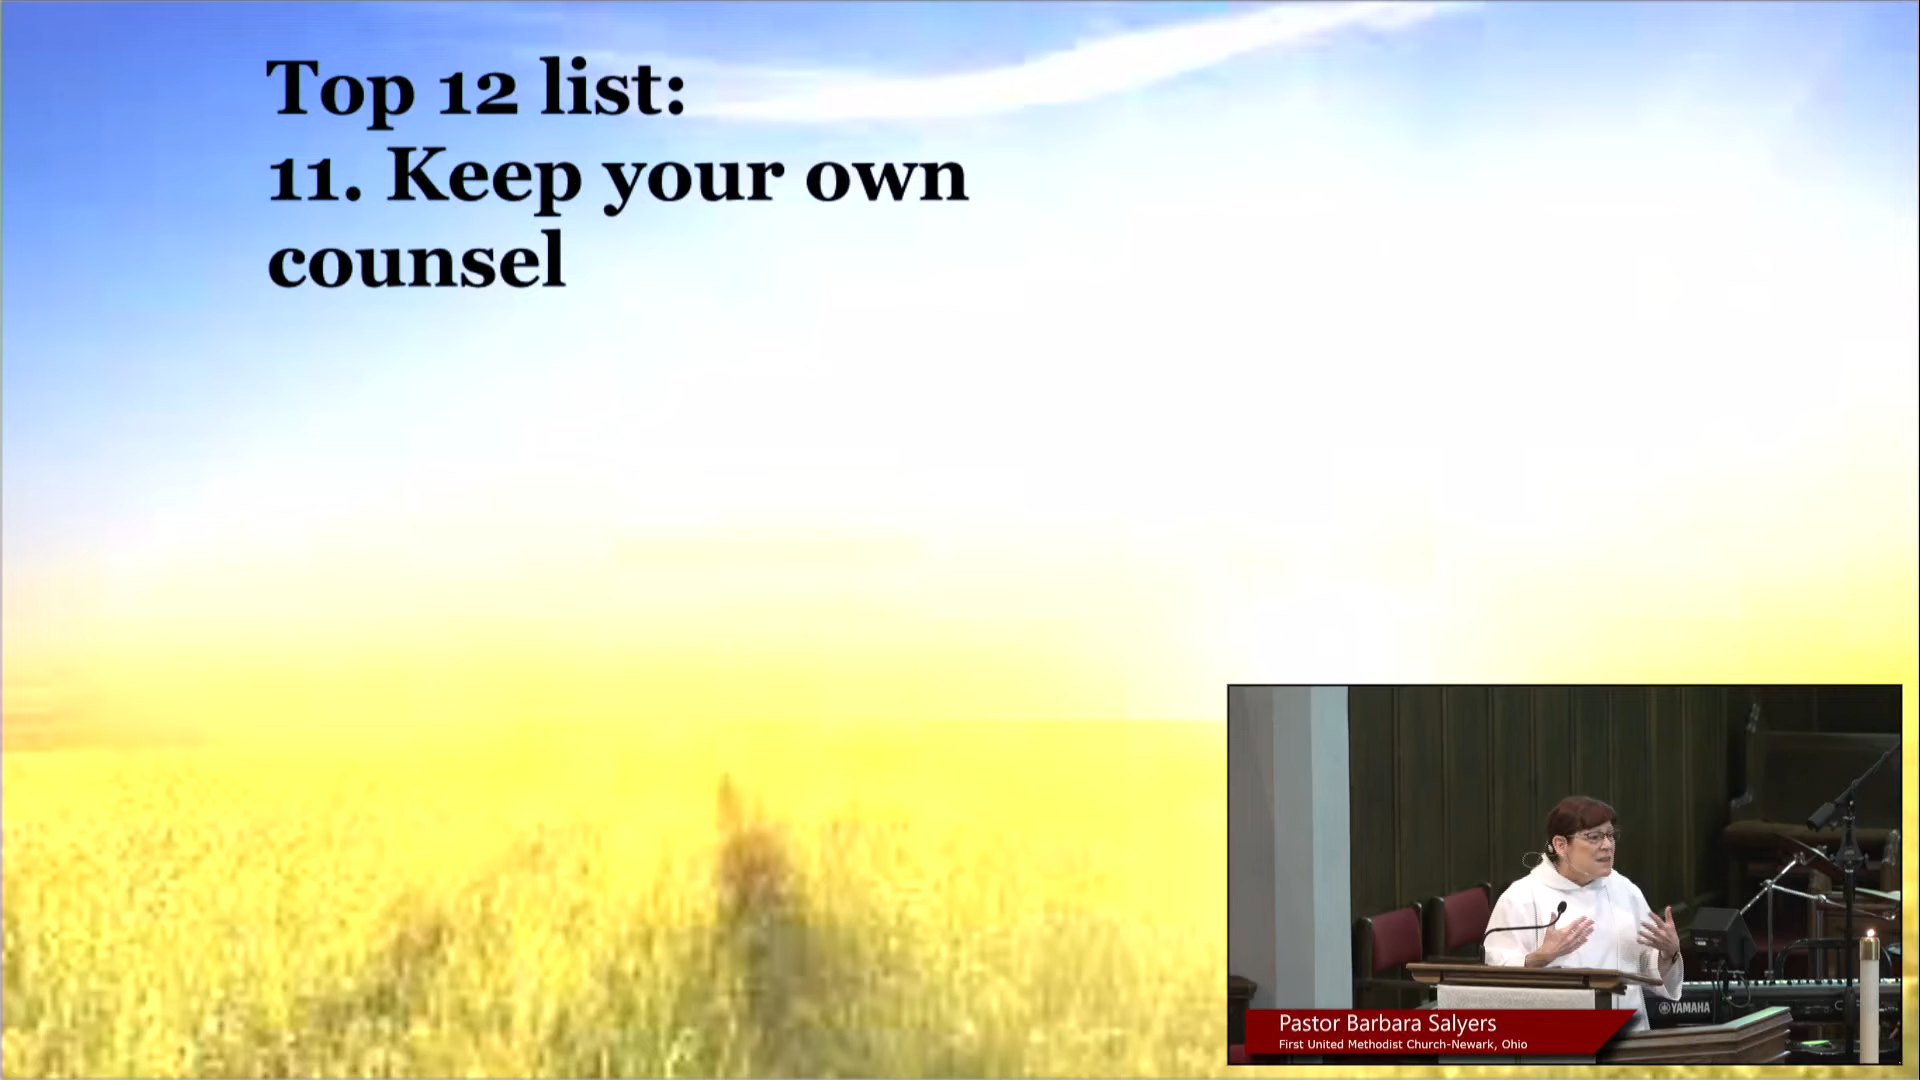 Top 12 list:
11. Keep your own
counsel
YAMAHA
Pastor Barbara Salyers
First United Methodist Church-Newark, Ohio